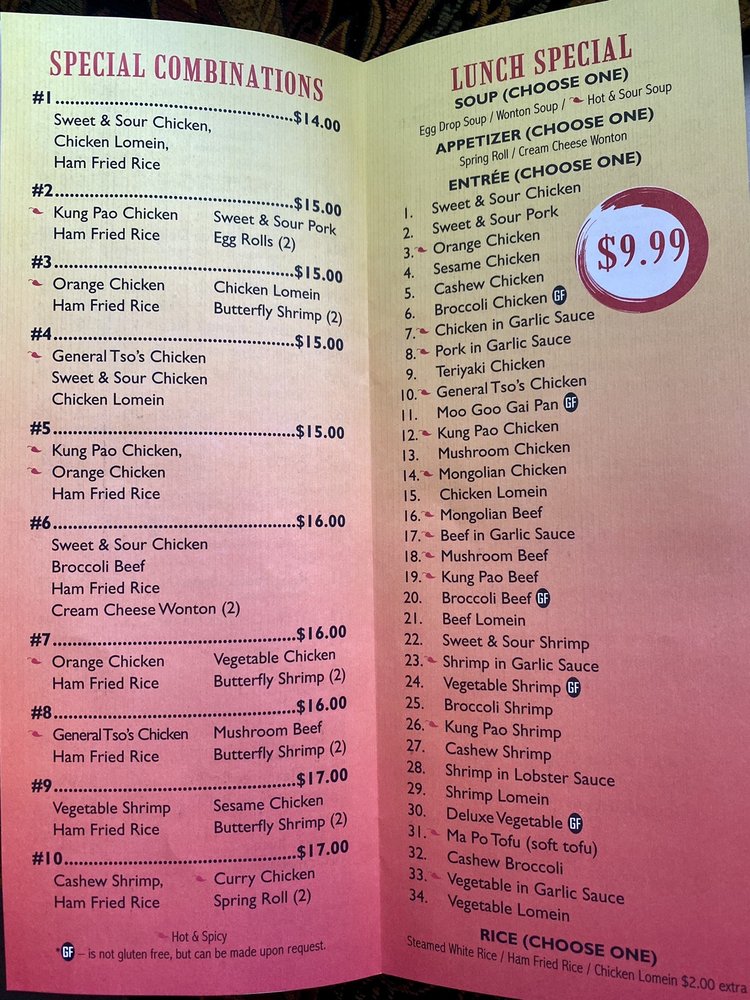 SPECIAL COMBINATIONS
#1..........................................$14.00
Sweet & Sour Chicken,
Chicken Lomein,
Ham Fried Rice
#2..........................................$15.00
Kung Pao Chicken Sweet & Sour Pork
Ham Fried Rice Egg Rolls (2)
#3..........................................$15.00
Orange Chicken Chicken Lomein
Ham Fried Rice Butterfly Shrimp (2)
#4..........................................$15.00
General Tso's Chicken
Sweet & Sour Chicken
Chicken Lomein
#5..........................................$15.00
Kung Pao Chicken,
Orange Chicken
Ham Fried Rice
#6..........................................$16.00
Sweet & Sour Chicken
Broccoli Beef
Ham Fried Rice
Cream Cheese Wonton (2)
#7..........................................$16.00
Orange Chicken Vegetable Chicken
Ham Fried Rice Butterfly Shrimp (2)
#8..........................................$16.00
General Tso's Chicken Mushroom Beef
Ham Fried Rice Butterfly Shrimp (2)
#9..........................................$17.00
Vegetable Shrimp Sesame Chicken
Ham Fried Rice Butterfly Shrimp (2)
#10..........................................$17.00
Cashew Shrimp, Curry Chicken
Ham Fried Rice Spring Roll (2)
Hot & Spicy
*GF – is not gluten free, but can be made upon request.
LUNCH SPECIAL
SOUP (CHOOSE ONE)
Egg Drop Soup / Wonton Soup / Hot & Sour Soup
APPETIZER (CHOOSE ONE)
Spring Roll / Cream Cheese Wonton
ENTRÉE (CHOOSE ONE)
$9.99
1. Sweet & Sour Chicken
2. Sweet & Sour Pork
3. Orange Chicken
4. Sesame Chicken
5. Cashew Chicken
6. Broccoli Chicken GF
7. Chicken in Garlic Sauce
8. Pork in Garlic Sauce
9. Teriyaki Chicken
10. General Tso's Chicken
11. Moo Goo Gai Pan GF
12. Kung Pao Chicken
13. Mushroom Chicken
14. Mongolian Chicken
15. Chicken Lomein
16. Mongolian Beef
17. Beef in Garlic Sauce
18. Mushroom Beef
19. Kung Pao Beef
20. Broccoli Beef GF
21. Beef Lomein
22. Sweet & Sour Shrimp
23. Shrimp in Garlic Sauce
24. Vegetable Shrimp GF
25. Broccoli Shrimp
26. Kung Pao Shrimp
27. Cashew Shrimp
28. Shrimp in Lobster Sauce
29. Shrimp Lomein
30. Deluxe Vegetable GF
31. Ma Po Tofu (soft tofu)
32. Cashew Broccoli
33. Vegetable in Garlic Sauce
34. Vegetable Lomein
RICE (CHOOSE ONE)
Steamed White Rice / Ham Fried Rice / Chicken Lomein $2.00 extra